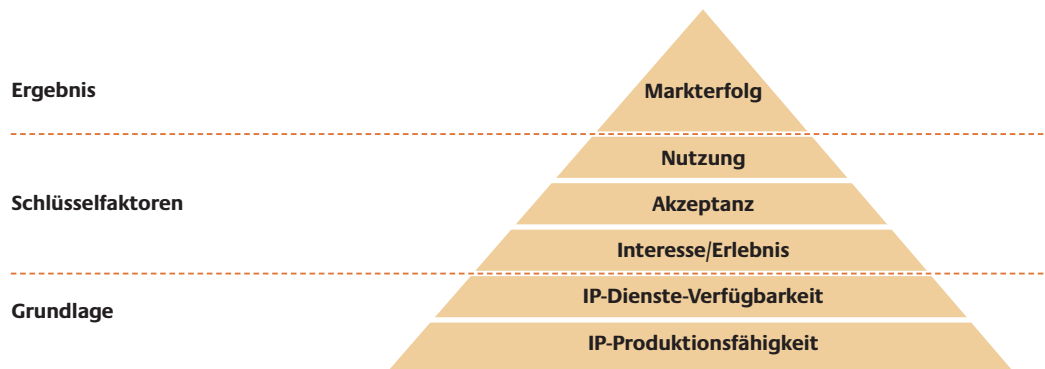 Ergebnis
Markterfolg
Nutzung
Schlüsselfaktoren
Akzeptanz
Interesse/Erlebnis
IP-Dienste-Verfügbarkeit
Grundlage
IP-Produktionsfähigkeit